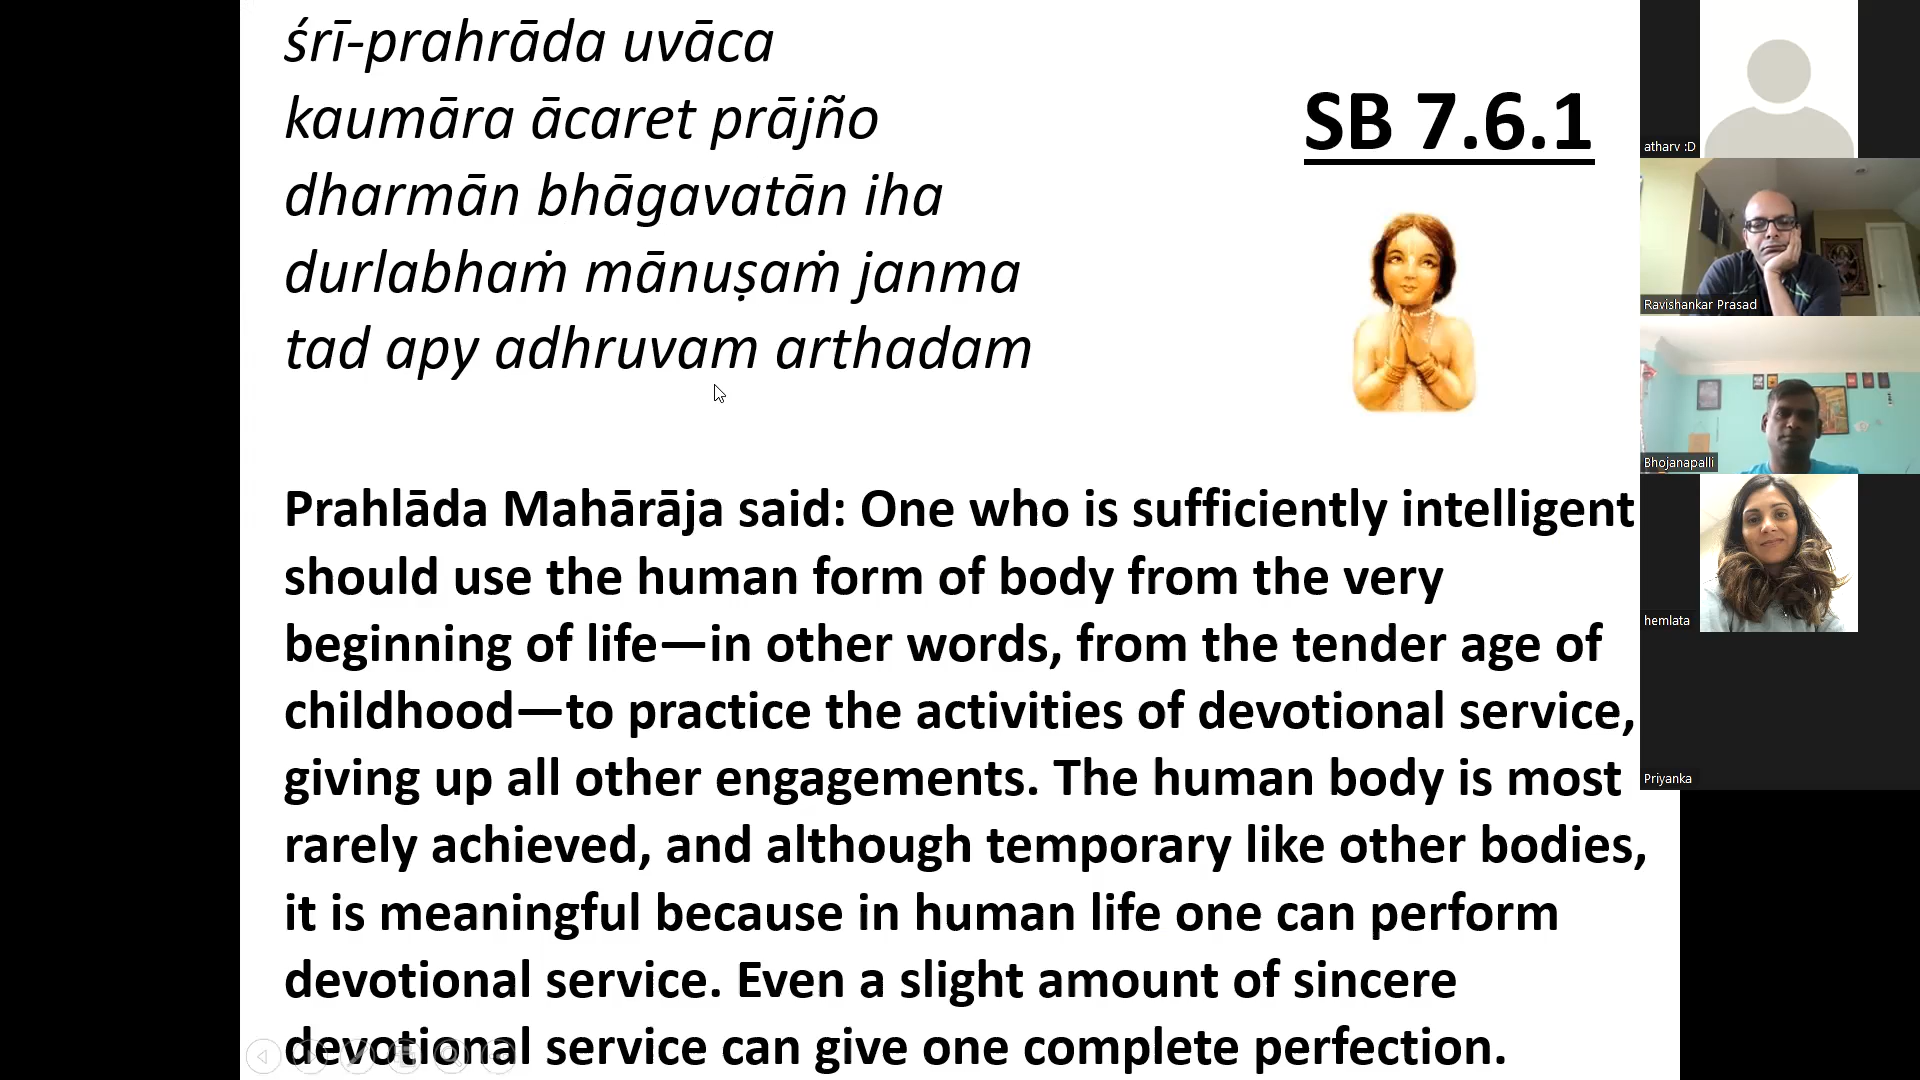 śrī-prahrāda uvāca
kaumāra ācaret prājño
dharmān bhāgavatān iha
durlabhaṁ mānuṣaṁ janma
tad apy adhruvam arthadam
SB 7.6.1
Prahlāda Mahārāja said: One who is sufficiently intelligent
should use the human form of body from the very
beginning of life—in other words, from the tender age of
childhood—to practice the activities of devotional service,
giving up all other engagements. The human body is most
rarely achieved, and although temporary like other bodies,
it is meaningful because in human life one can perform
devotional service. Even a slight amount of sincere
devotional service can give one complete perfection.
atharv :D
Ravishankar Prasad
Bhojanapalli
hemlata
Priyanka